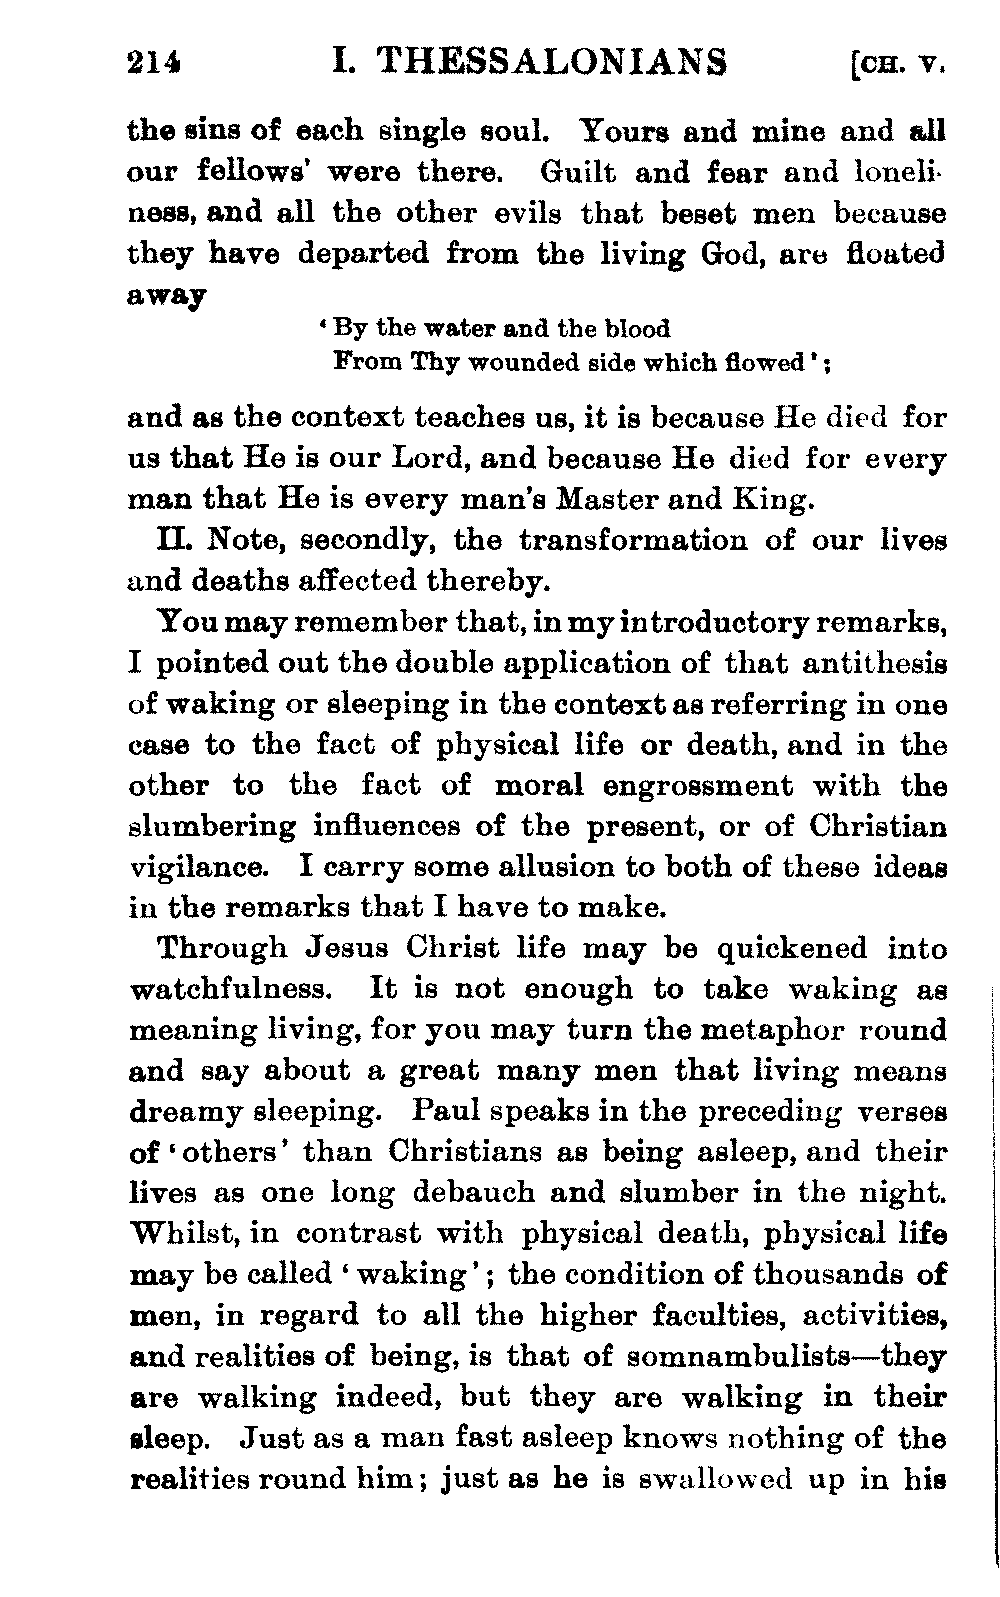 214 I. THESSALONIANS [CH. V.
the sins of each single soul. Yours and mine and all
our fellows' were there. Guilt and fear and loneli-
ness, and all the other evils that beset men because
they have departed from the living God, are floated
away
' By the water and the blood
From Thy wounded side which flowed ' ;
and as the context teaches us, it is because He died for
us that He is our Lord, and because He died for every
man that He is every man's Master and King.
II. Note, secondly, the transformation of our lives
and deaths affected thereby.
You may remember that, in my introductory remarks,
I pointed out the double application of that antithesis
of waking or sleeping in the context as referring in one
case to the fact of physical life or death, and in the
other to the fact of moral engrossment with the
slumbering influences of the present, or of Christian
vigilance. I carry some allusion to both of these ideas
in the remarks that I have to make.
Through Jesus Christ life may be quickened into
watchfulness. It is not enough to take waking as
meaning living, for you may turn the metaphor round
and say about a great many men that living means
dreamy sleeping. Paul speaks in the preceding verses
of ' others ' than Christians as being asleep, and their
lives as one long debauch and slumber in the night.
Whilst, in contrast with physical death, physical life
may be called ' waking ' ; the condition of thousands of
men, in regard to all the higher faculties, activities,
and realities of being, is that of somnambulists—they
are walking indeed, but they are walking in their
sleep. Just as a man fast asleep knows nothing of the
realities round him ; just as he is swallowed up in his